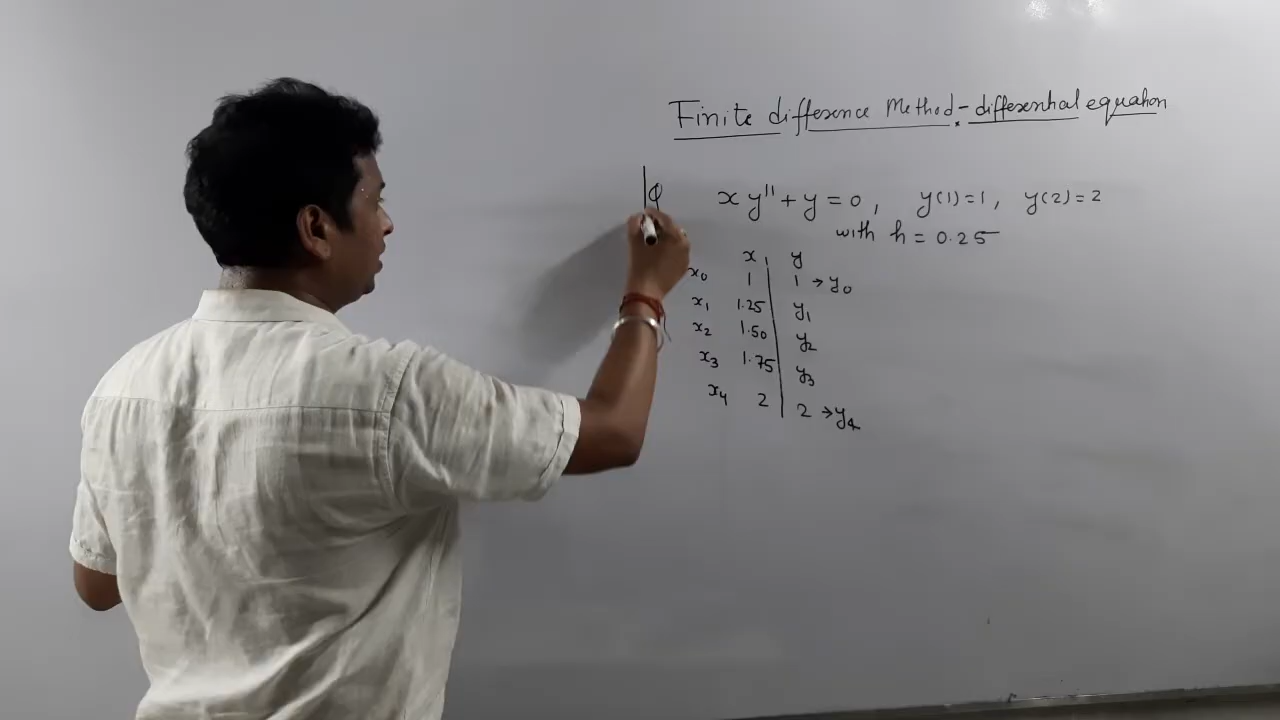 Finite difference Method - differential equation
Q x y'' + y = 0, y(1)=1, y(2)=2
with h = 0.25
x y
x₀ 1 1 → y₀
x₁ 1.25 y₁
x₂ 1.50 y₂
x₃ 1.75 y₃
x₄ 2 2 → y₄